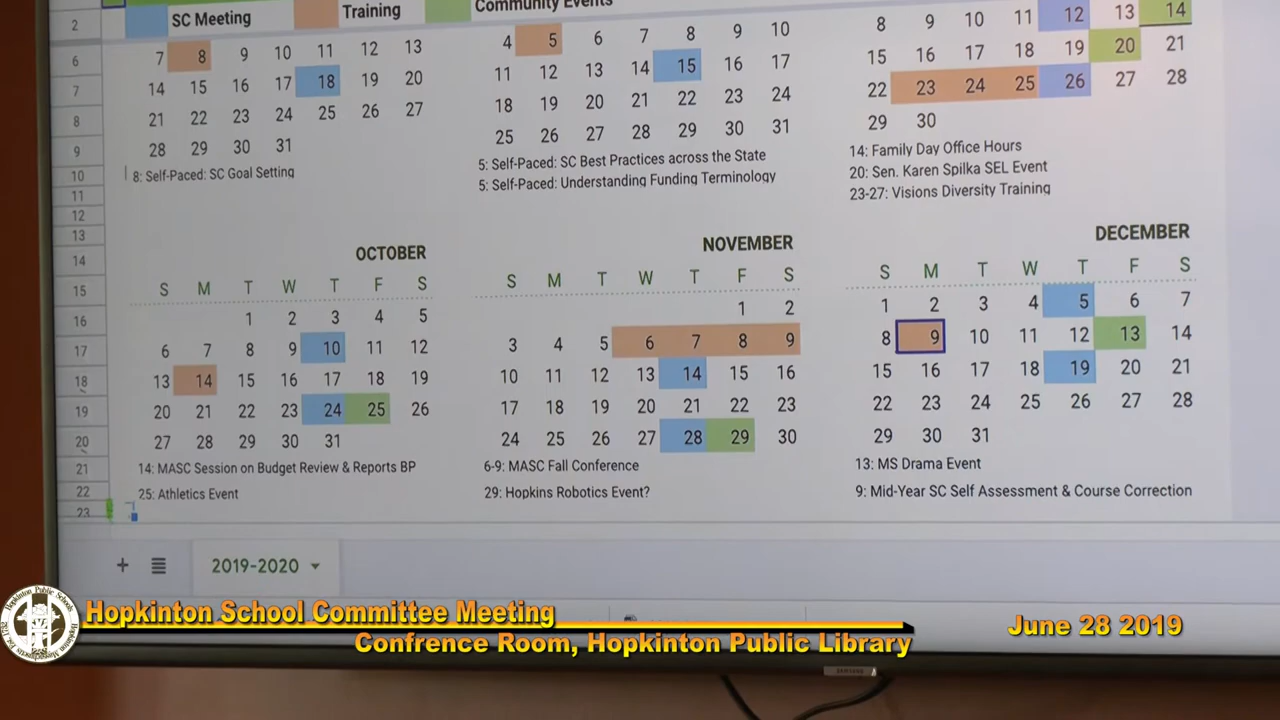 SC Meeting Training Community Events
2
6
7
8
9
10
11
12
13
14
15
16
17
18
19
20
21
22
23
7 8 9 10 11 12 13
14 15 16 17 18 19 20
21 22 23 24 25 26 27
28 29 30 31
8: Self-Paced: SC Goal Setting
4 5 6 7 8 9 10
11 12 13 14 15 16 17
18 19 20 21 22 23 24
25 26 27 28 29 30 31
5: Self-Paced: SC Best Practices across the State
5: Self-Paced: Understanding Funding Terminology
8 9 10 11 12 13 14
15 16 17 18 19 20 21
22 23 24 25 26 27 28
29 30
14: Family Day Office Hours
20: Sen. Karen Spilka SEL Event
23-27: Visions Diversity Training
OCTOBER
S M T W T F S
1 2 3 4 5
6 7 8 9 10 11 12
13 14 15 16 17 18 19
20 21 22 23 24 25 26
27 28 29 30 31
14: MASC Session on Budget Review & Reports BP
25: Athletics Event
NOVEMBER
S M T W T F S
1 2
3 4 5 6 7 8 9
10 11 12 13 14 15 16
17 18 19 20 21 22 23
24 25 26 27 28 29 30
6-9: MASC Fall Conference
29: Hopkins Robotics Event?
DECEMBER
S M T W T F S
1 2 3 4 5 6 7
8 9 10 11 12 13 14
15 16 17 18 19 20 21
22 23 24 25 26 27 28
29 30 31
13: MS Drama Event
9: Mid-Year SC Self Assessment & Course Correction
+ 2019-2020
Hopkinton Public Schools
Hopkinton School Committee Meeting
Confrence Room, Hopkinton Public Library
June 28 2019